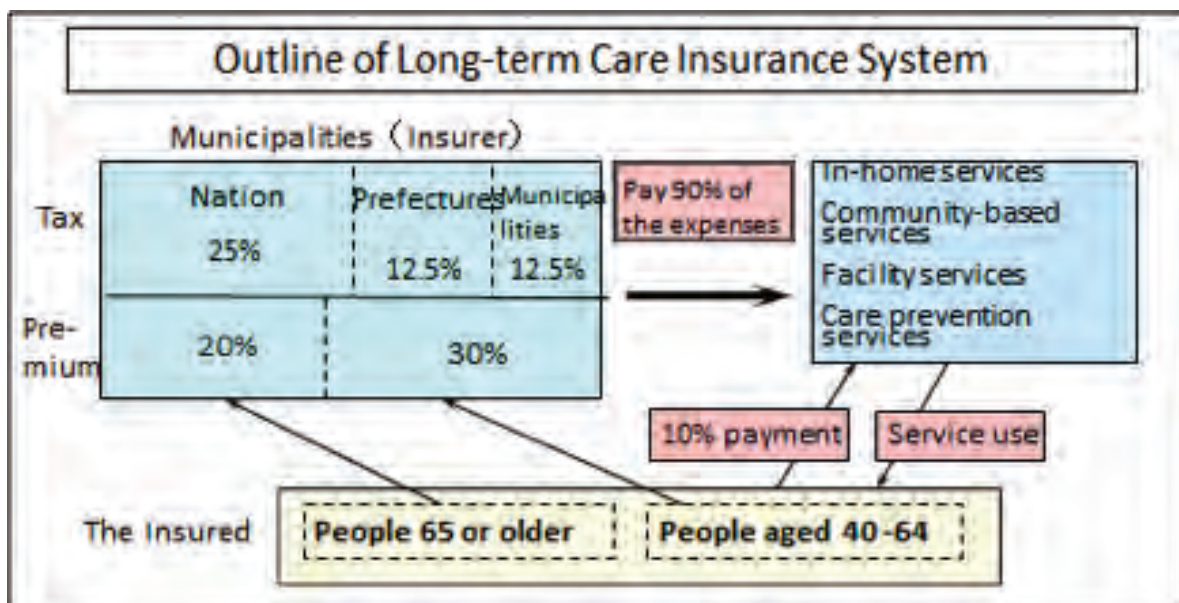 Outline of Long-term Care Insurance System
Municipalities（Insurer）
Tax
Nation
25%
Prefectures
12.5%
Municipa
lities
12.5%
Pre-
mium
20%
30%
Pay 90% of
the expenses
In-home services
Community-based
services
Facility services
Care prevention
services
10% payment
Service use
The Insured
People 65 or older
People aged 40-64